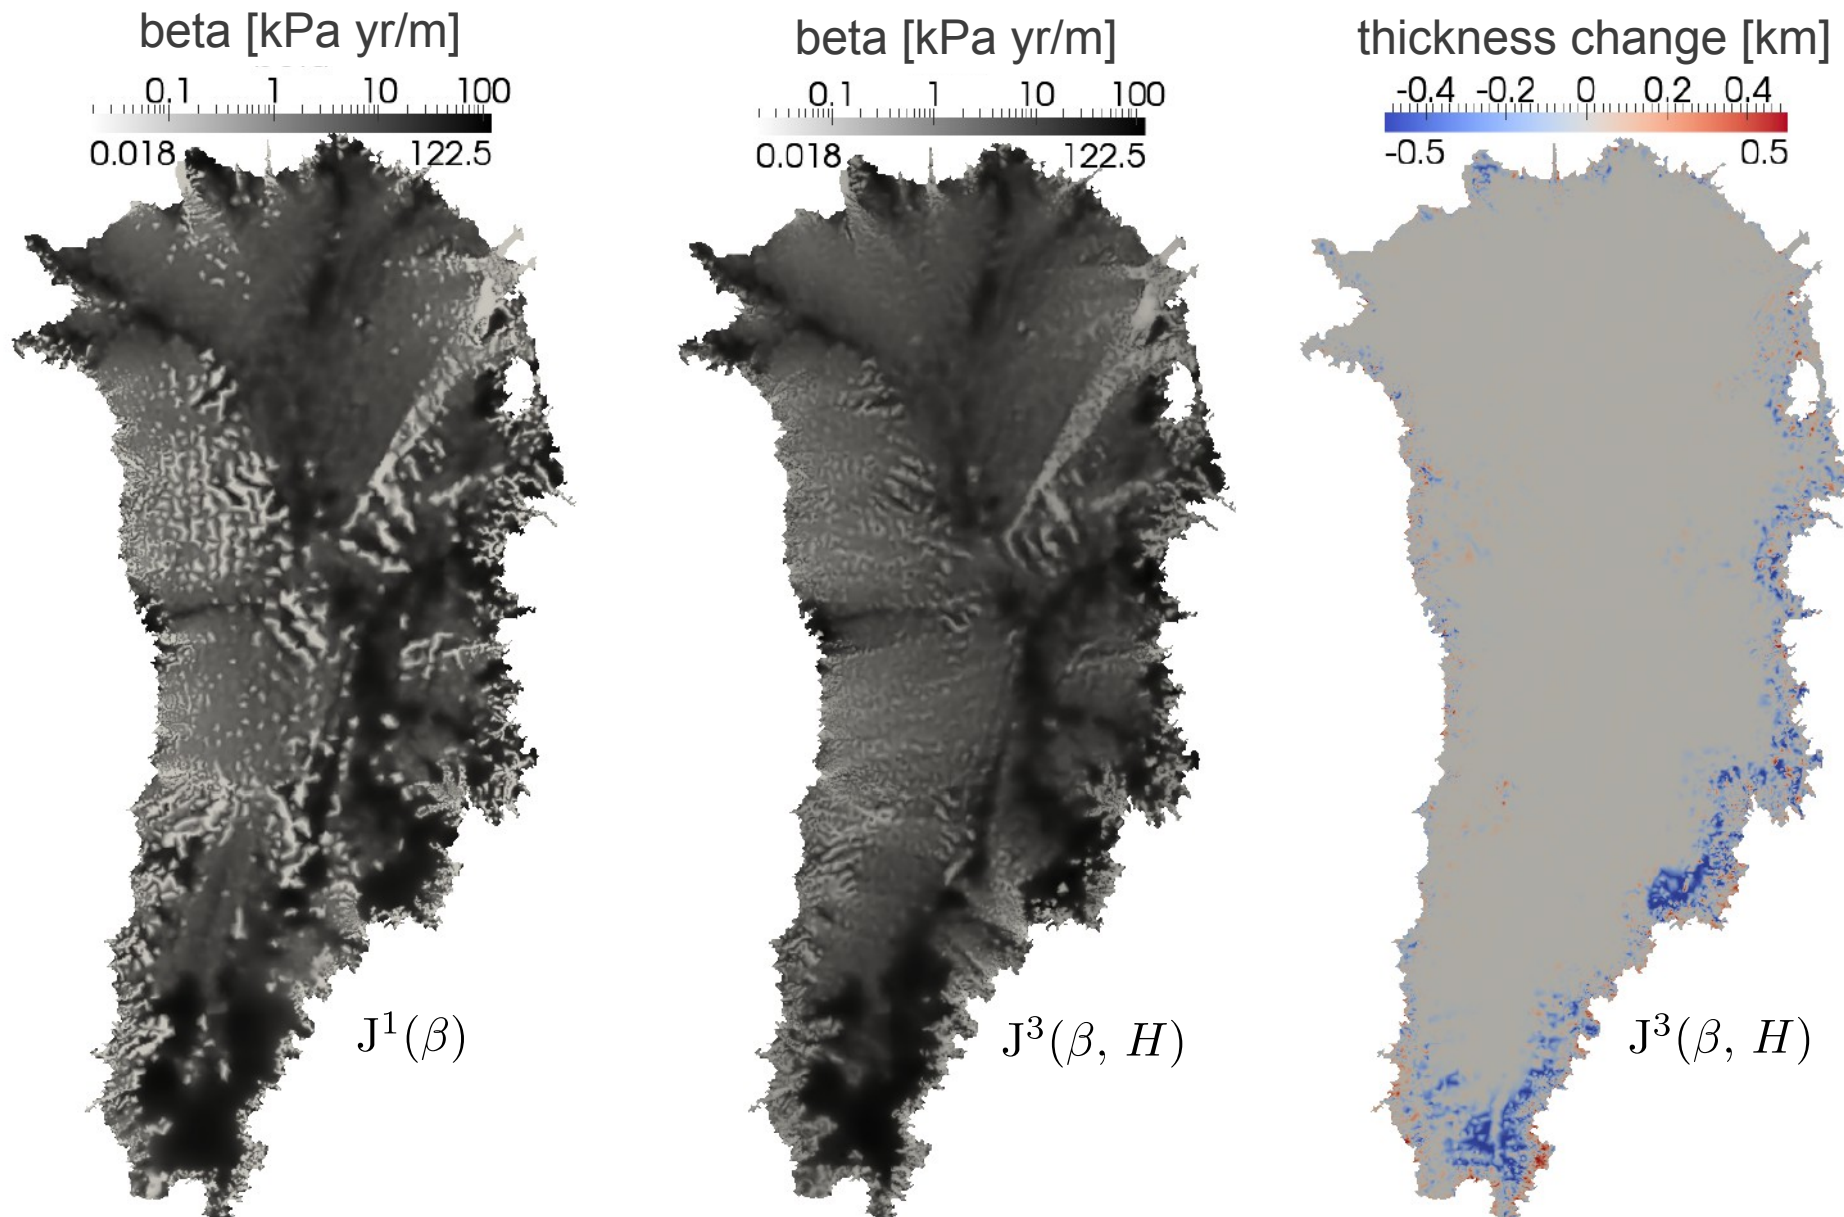 beta [kPa yr/m]
0.1 1 10 100
0.018 122.5
J¹(β)
beta [kPa yr/m]
0.1 1 10 100
0.018 122.5
J³(β, H)
thickness change [km]
-0.4 -0.2 0 0.2 0.4
-0.5 0.5
J³(β, H)